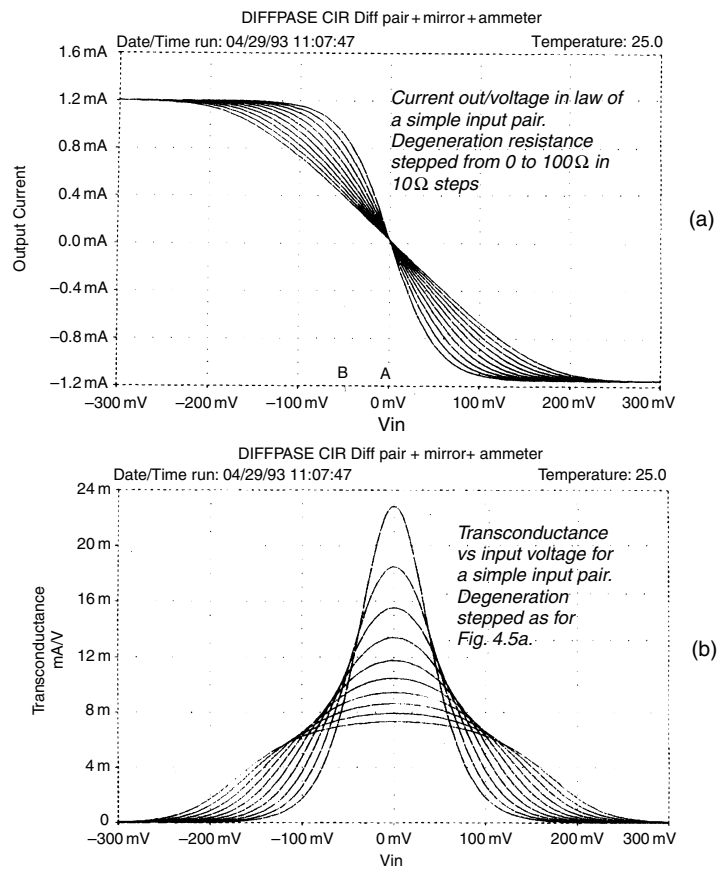 DIFFPASE CIR Diff pair + mirror + ammeter
Date/Time run: 04/29/93 11:07:47 Temperature: 25.0
1.6 mA
1.2 mA
0.8 mA
0.4 mA
0.0 mA
−0.4 mA
−0.8 mA
−1.2 mA
Output Current
Current out/voltage in law of
a simple input pair.
Degeneration resistance
stepped from 0 to 100Ω in
10Ω steps
(a)
B A
−300 mV −200 mV −100 mV 0 mV 100 mV 200 mV 300 mV
Vin
DIFFPASE CIR Diff pair + mirror+ ammeter
Date/Time run: 04/29/93 11:07:47 Temperature: 25.0
24 m
20 m
16 m
12 m
8 m
4 m
0
Transconductance
mA/V
Transconductance
vs input voltage for
a simple input pair.
Degeneration
stepped as for
Fig. 4.5a.
(b)
−300 mV −200 mV −100 mV 0 mV 100 mV 200 mV 300 mV
Vin